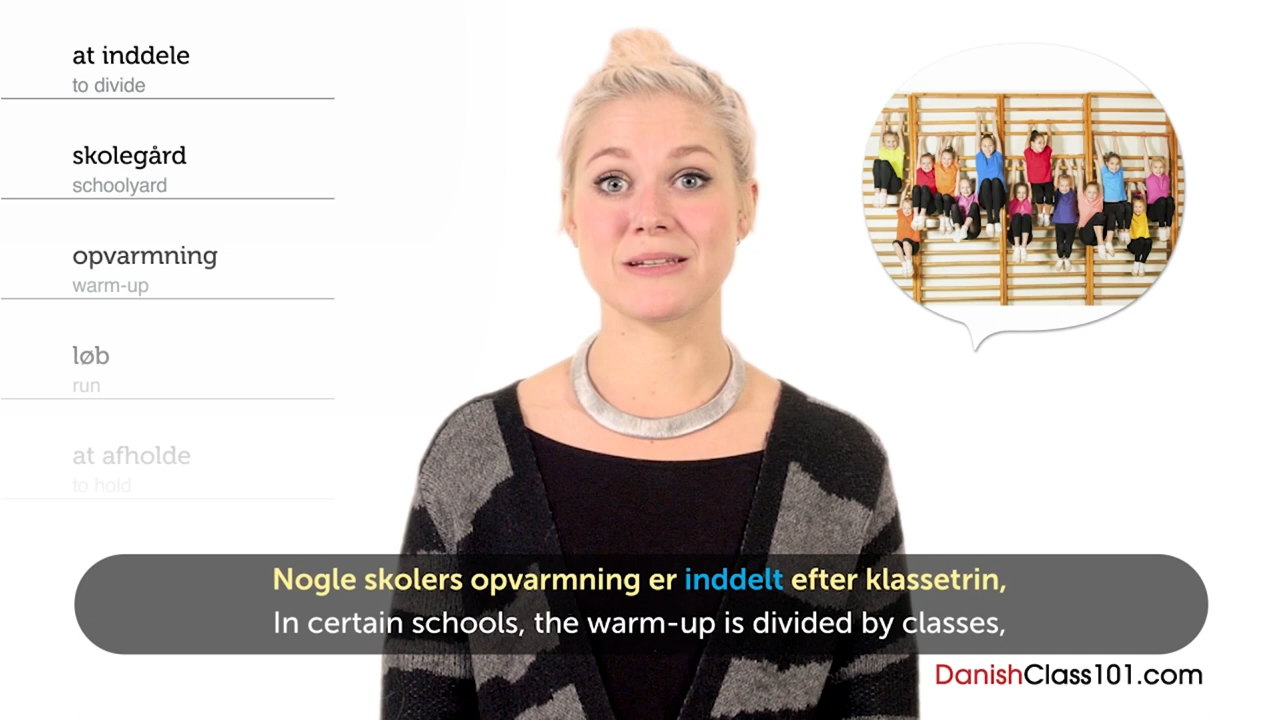 at inddele
to divide
skolegård
schoolyard
opvarmning
warm-up
løb
run
at afholde
to hold
Nogle skolers opvarmning er inddelt efter klassetrin,
In certain schools, the warm-up is divided by classes,
DanishClass101.com